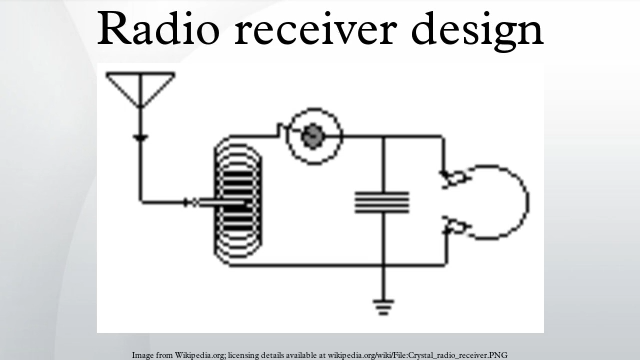 Radio receiver design
Image from Wikipedia.org; licensing details available at wikipedia.org/wiki/File:Crystal_radio_receiver.PNG